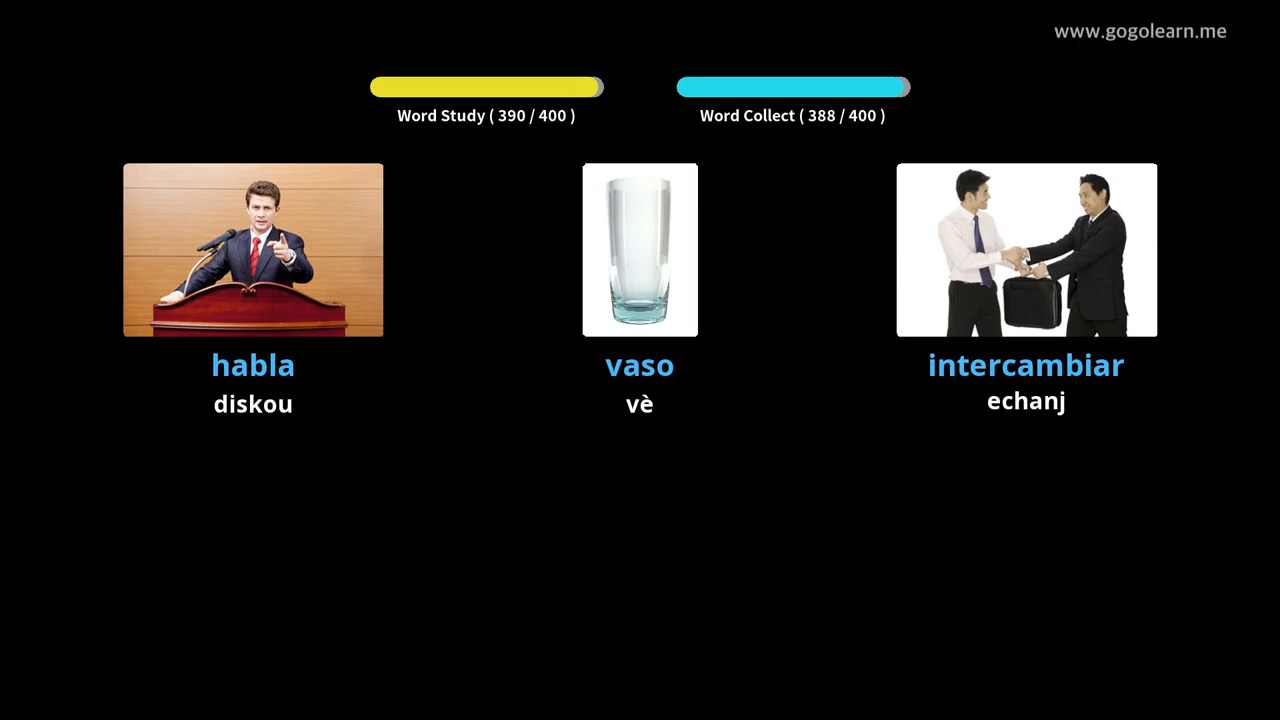 www.gogolearn.me
Word Study ( 390 / 400 )
Word Collect ( 388 / 400 )
habla
vaso
intercambiar
diskou
vè
echanj